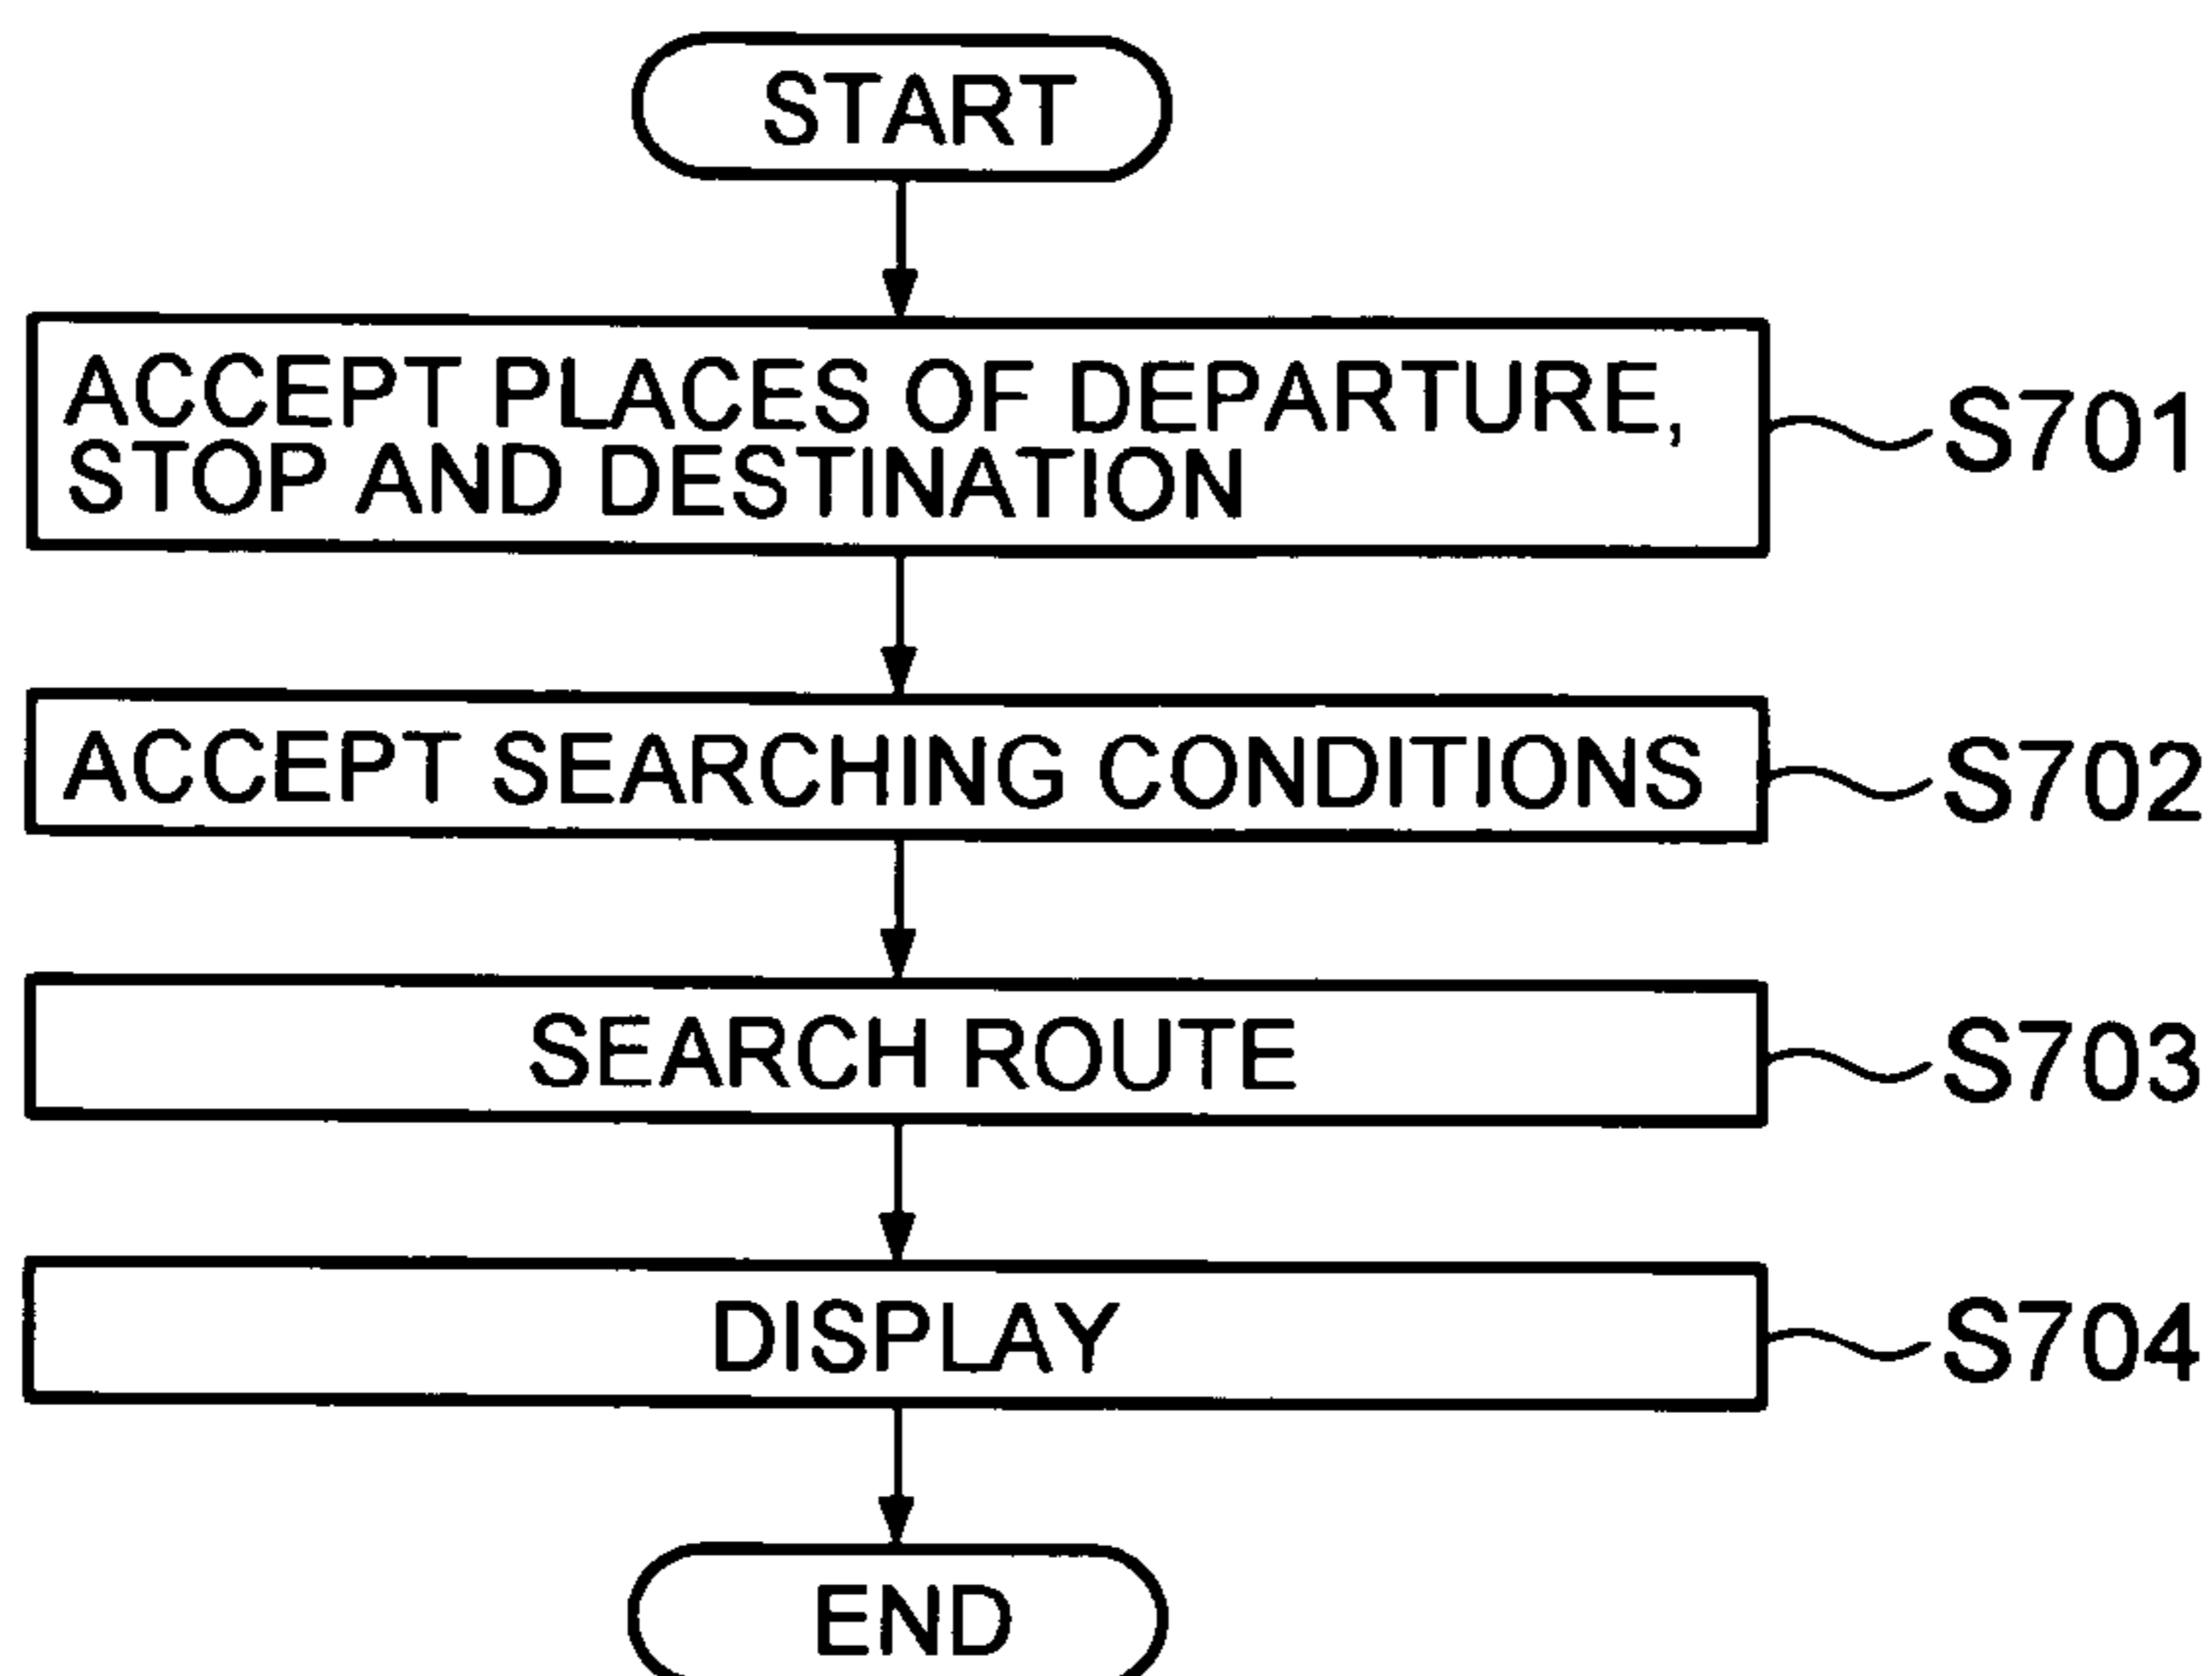 START
ACCEPT PLACES OF DEPARTURE,
STOP AND DESTINATION
S701
ACCEPT SEARCHING CONDITIONS
S702
SEARCH ROUTE
S703
DISPLAY
S704
END